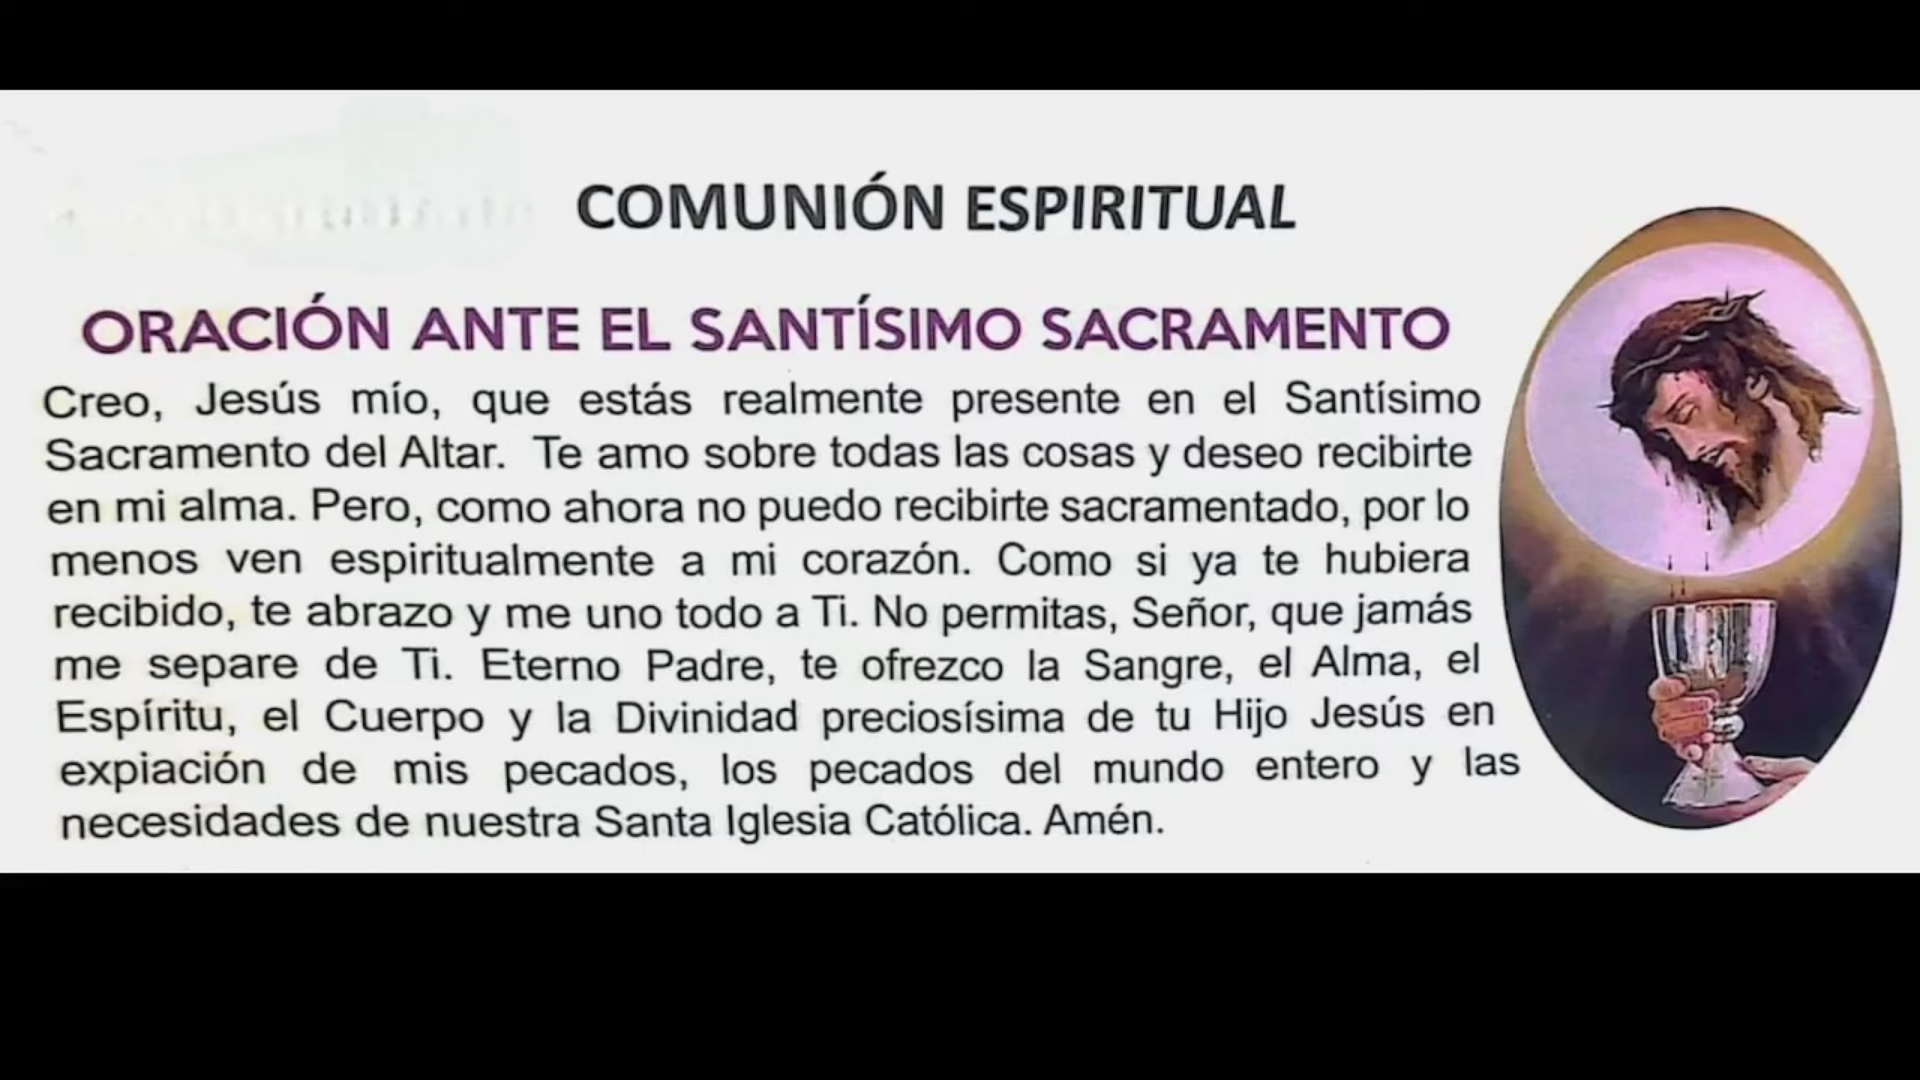 COMUNIÓN ESPIRITUAL
ORACIÓN ANTE EL SANTÍSIMO SACRAMENTO
Creo, Jesús mío, que estás realmente presente en el Santísimo
Sacramento del Altar. Te amo sobre todas las cosas y deseo recibirte
en mi alma. Pero, como ahora no puedo recibirte sacramentado, por lo
menos ven espiritualmente a mi corazón. Como si ya te hubiera
recibido, te abrazo y me uno todo a Ti. No permitas, Señor, que jamás
me separe de Ti. Eterno Padre, te ofrezco la Sangre, el Alma, el
Espíritu, el Cuerpo y la Divinidad preciosísima de tu Hijo Jesús en
expiación de mis pecados, los pecados del mundo entero y las
necesidades de nuestra Santa Iglesia Católica. Amén.